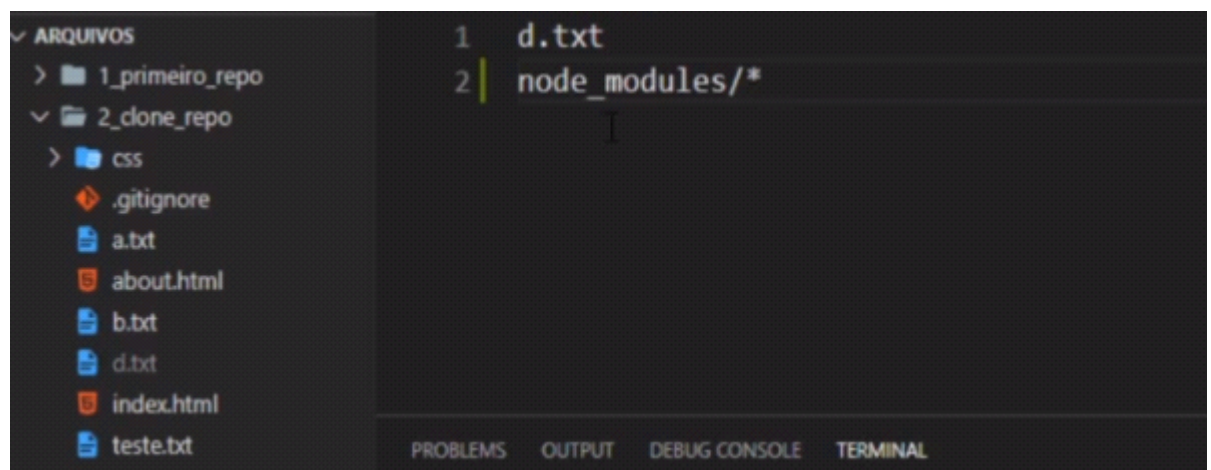 ARQUIVOS
1_primeiro_repo
2_clone_repo
css
.gitignore
a.txt
about.html
b.txt
d.txt
index.html
teste.txt
1 d.txt
2 node_modules/*
PROBLEMS OUTPUT DEBUG CONSOLE TERMINAL